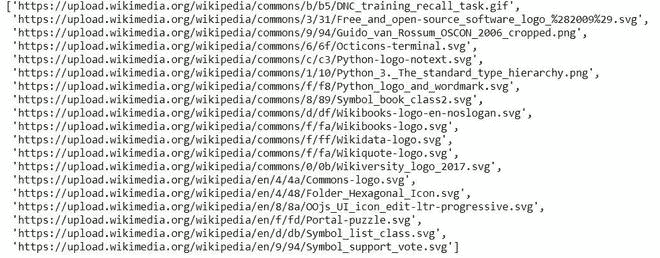 ['https://upload.wikimedia.org/wikipedia/commons/b/b5/DNC_training_recall_task.gif',
'https://upload.wikimedia.org/wikipedia/commons/3/31/Free_and_open-source_software_logo_%282009%29.svg',
'https://upload.wikimedia.org/wikipedia/commons/9/94/Guido_van_Rossum_OSCON_2006_cropped.png',
'https://upload.wikimedia.org/wikipedia/commons/6/6f/Octicons-terminal.svg',
'https://upload.wikimedia.org/wikipedia/commons/c/c3/Python-logo-notext.svg',
'https://upload.wikimedia.org/wikipedia/commons/1/10/Python_3._The_standard_type_hierarchy.png',
'https://upload.wikimedia.org/wikipedia/commons/f/f8/Python_logo_and_wordmark.svg',
'https://upload.wikimedia.org/wikipedia/commons/8/89/Symbol_book_class2.svg',
'https://upload.wikimedia.org/wikipedia/commons/d/df/Wikibooks-logo-en-noslogan.svg',
'https://upload.wikimedia.org/wikipedia/commons/f/fa/Wikibooks-logo.svg',
'https://upload.wikimedia.org/wikipedia/commons/f/ff/Wikidata-logo.svg',
'https://upload.wikimedia.org/wikipedia/commons/f/fa/Wikiquote-logo.svg',
'https://upload.wikimedia.org/wikipedia/commons/0/0b/Wikiversity_logo_2017.svg',
'https://upload.wikimedia.org/wikipedia/en/4/4a/Commons-logo.svg',
'https://upload.wikimedia.org/wikipedia/en/4/48/Folder_Hexagonal_Icon.svg',
'https://upload.wikimedia.org/wikipedia/en/8/8a/OOjs_UI_icon_edit-ltr-progressive.svg',
'https://upload.wikimedia.org/wikipedia/en/f/fd/Portal-puzzle.svg',
'https://upload.wikimedia.org/wikipedia/en/d/db/Symbol_list_class.svg',
'https://upload.wikimedia.org/wikipedia/en/9/94/Symbol_support_vote.svg']